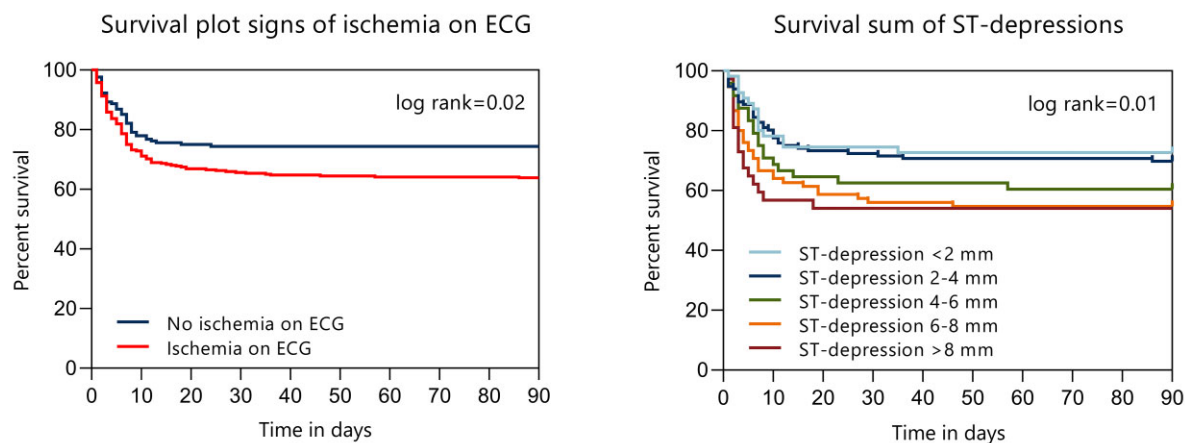 Survival plot signs of ischemia on ECG
Percent survival
100
80
60
40
20
0
log rank=0.02
No ischemia on ECG
Ischemia on ECG
0 10 20 30 40 50 60 70 80 90
Time in days
Survival sum of ST-depressions
Percent survival
100
80
60
40
20
0
log rank=0.01
ST-depression <2 mm
ST-depression 2-4 mm
ST-depression 4-6 mm
ST-depression 6-8 mm
ST-depression >8 mm
0 10 20 30 40 50 60 70 80 90
Time in days